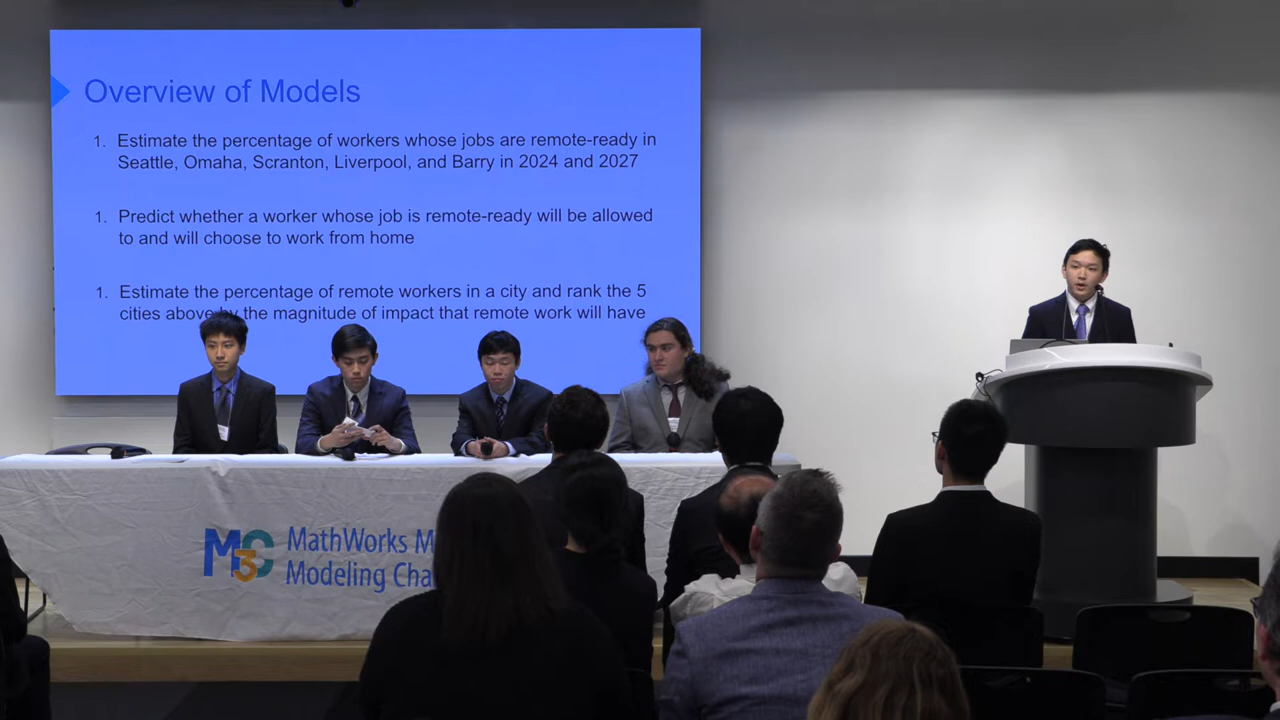 Overview of Models
1. Estimate the percentage of workers whose jobs are remote-ready in
Seattle, Omaha, Scranton, Liverpool, and Barry in 2024 and 2027
1. Predict whether a worker whose job is remote-ready will be allowed
to and will choose to work from home
1. Estimate the percentage of remote workers in a city and rank the 5
cities above by the magnitude of impact that remote work will have
M3C
MathWorks M
Modeling Cha